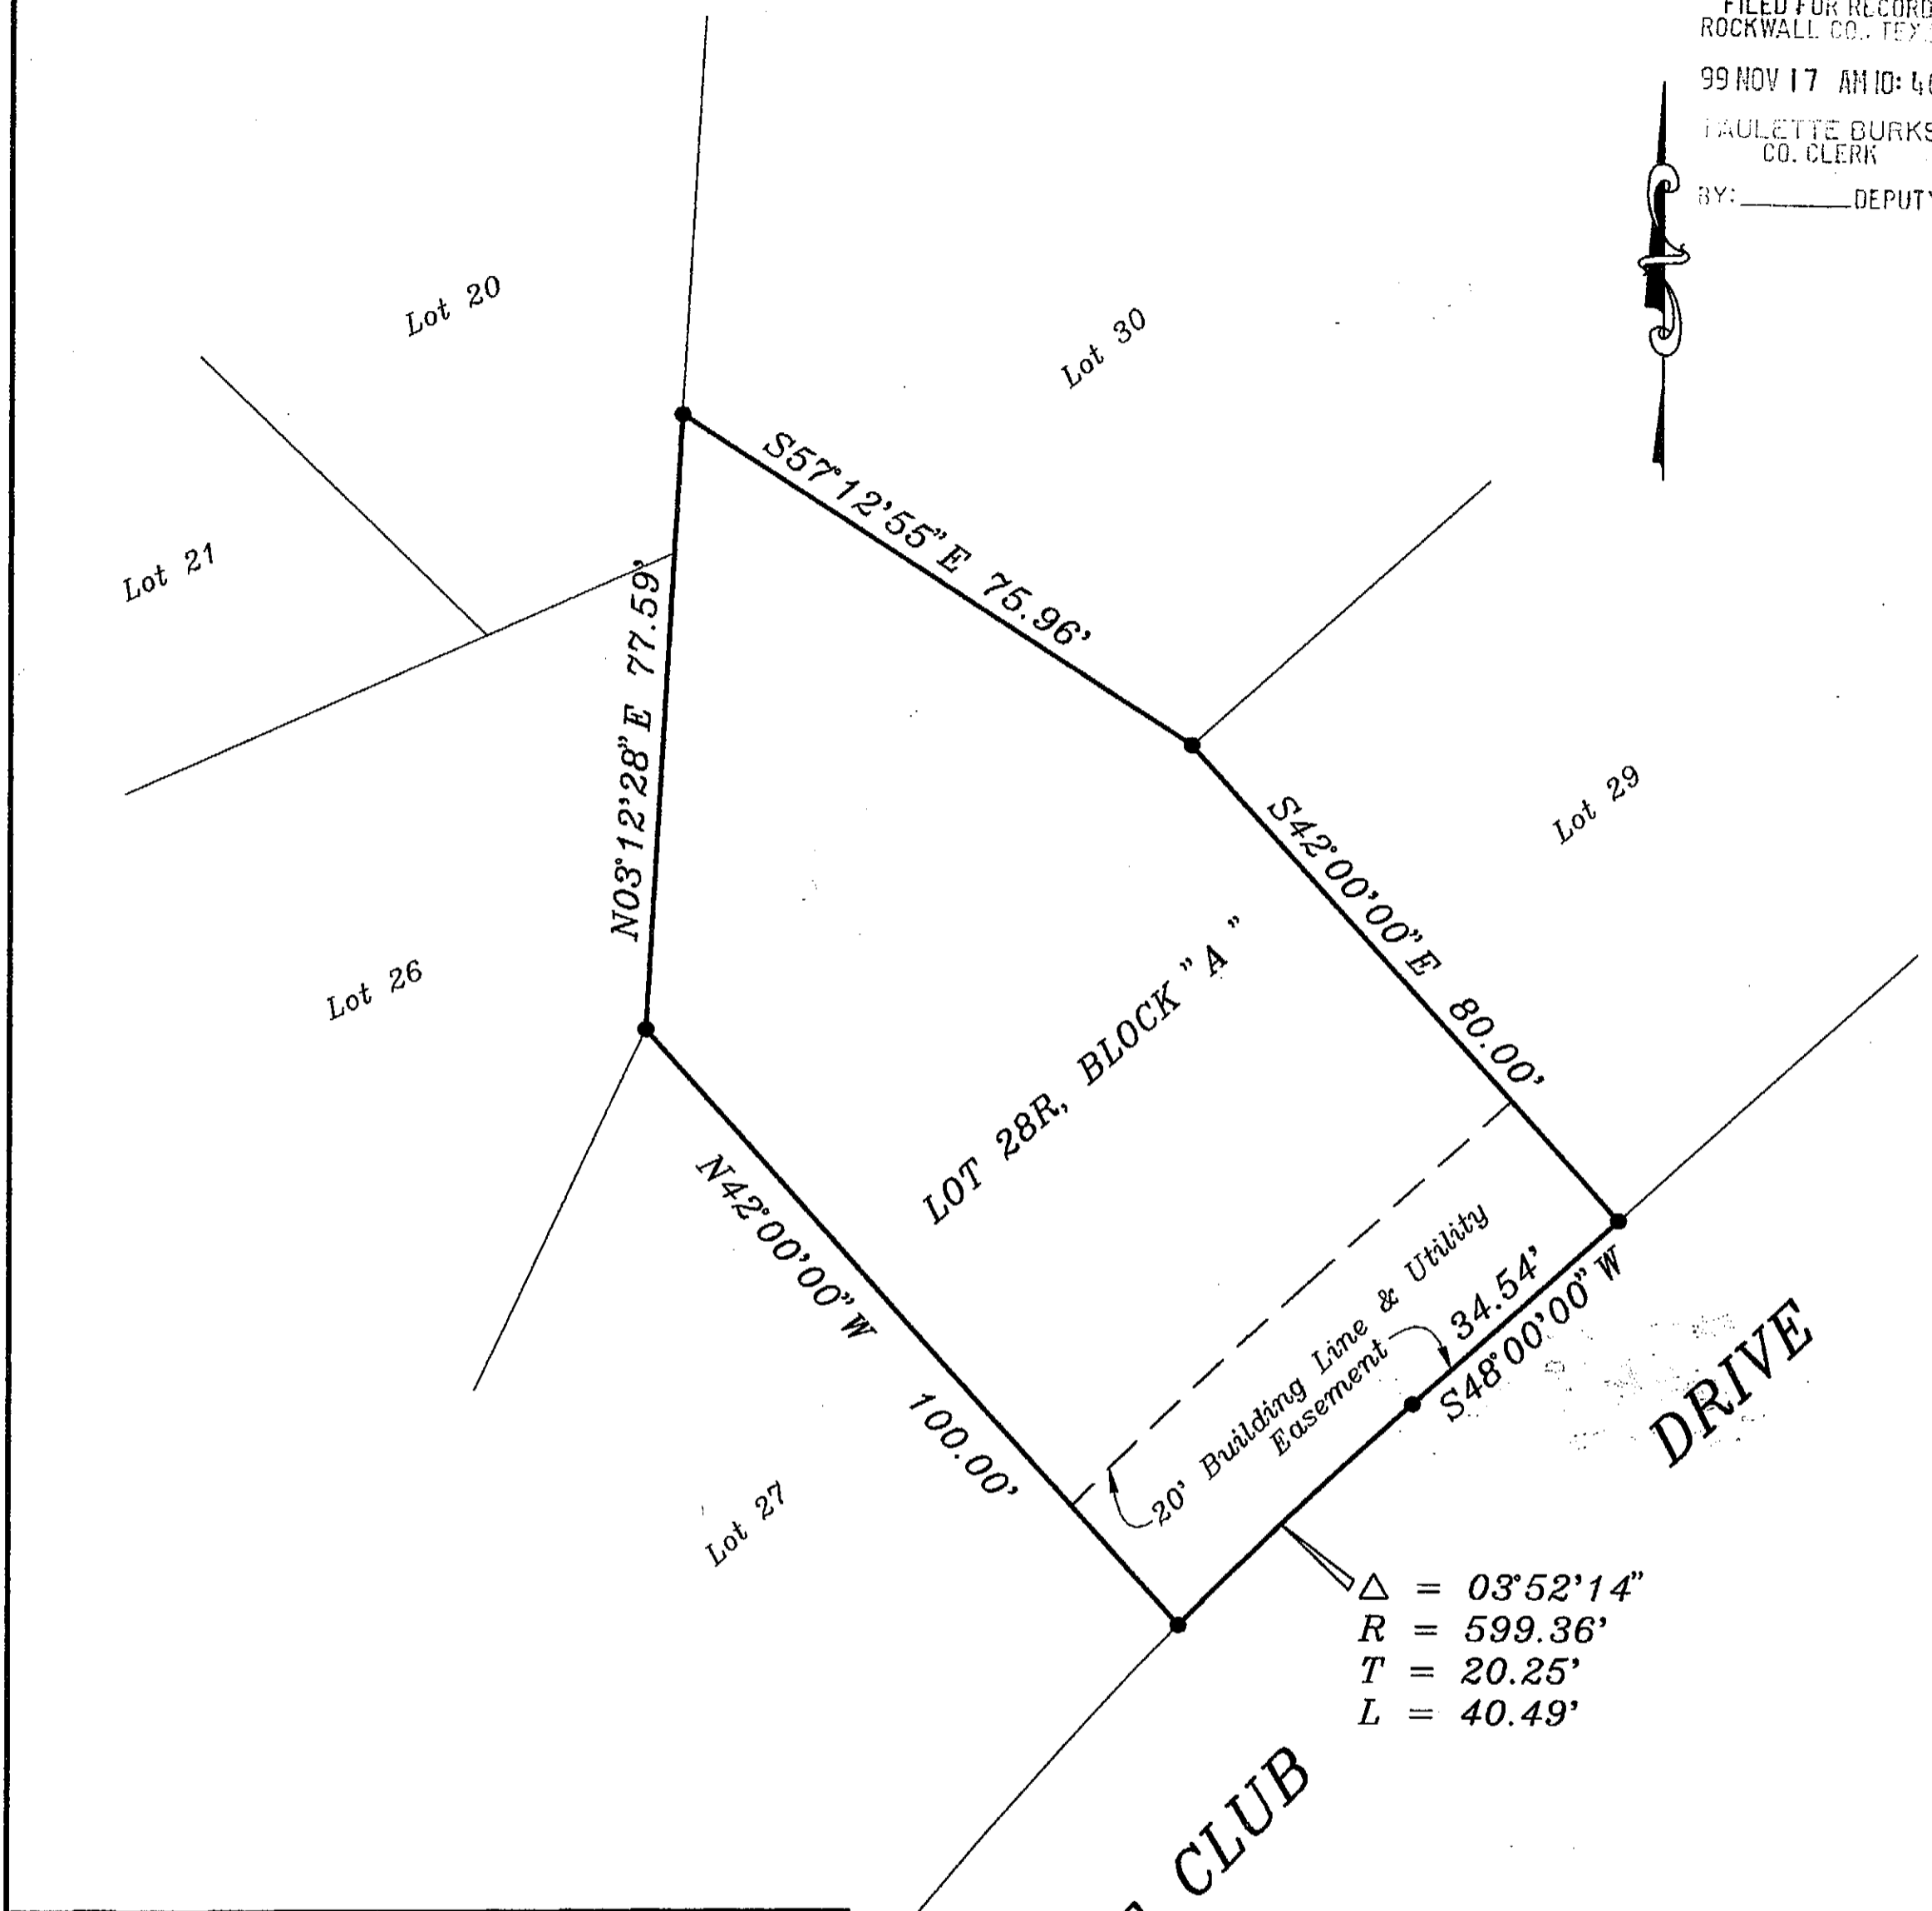 FILED FOR RECORD
ROCKWALL CO., TEX
99 NOV 17 AM 10:
PAULETTE BURKS
CO. CLERK
BY: DEPUTY
Lot 20
Lot 30
S57°12'55"E 75.96'
Lot 21
N03°12'28"E 77.59'
Lot 29
S42°00'00"E 80.00'
LOT 28R, BLOCK "A"
Lot 26
N42°00'00"W 100.00'
20' Building Line & Utility
Easement
34.54'
S48°00'00"W
DRIVE
Lot 27
Δ = 03°52'14"
R = 599.36'
T = 20.25'
L = 40.49'
CLUB